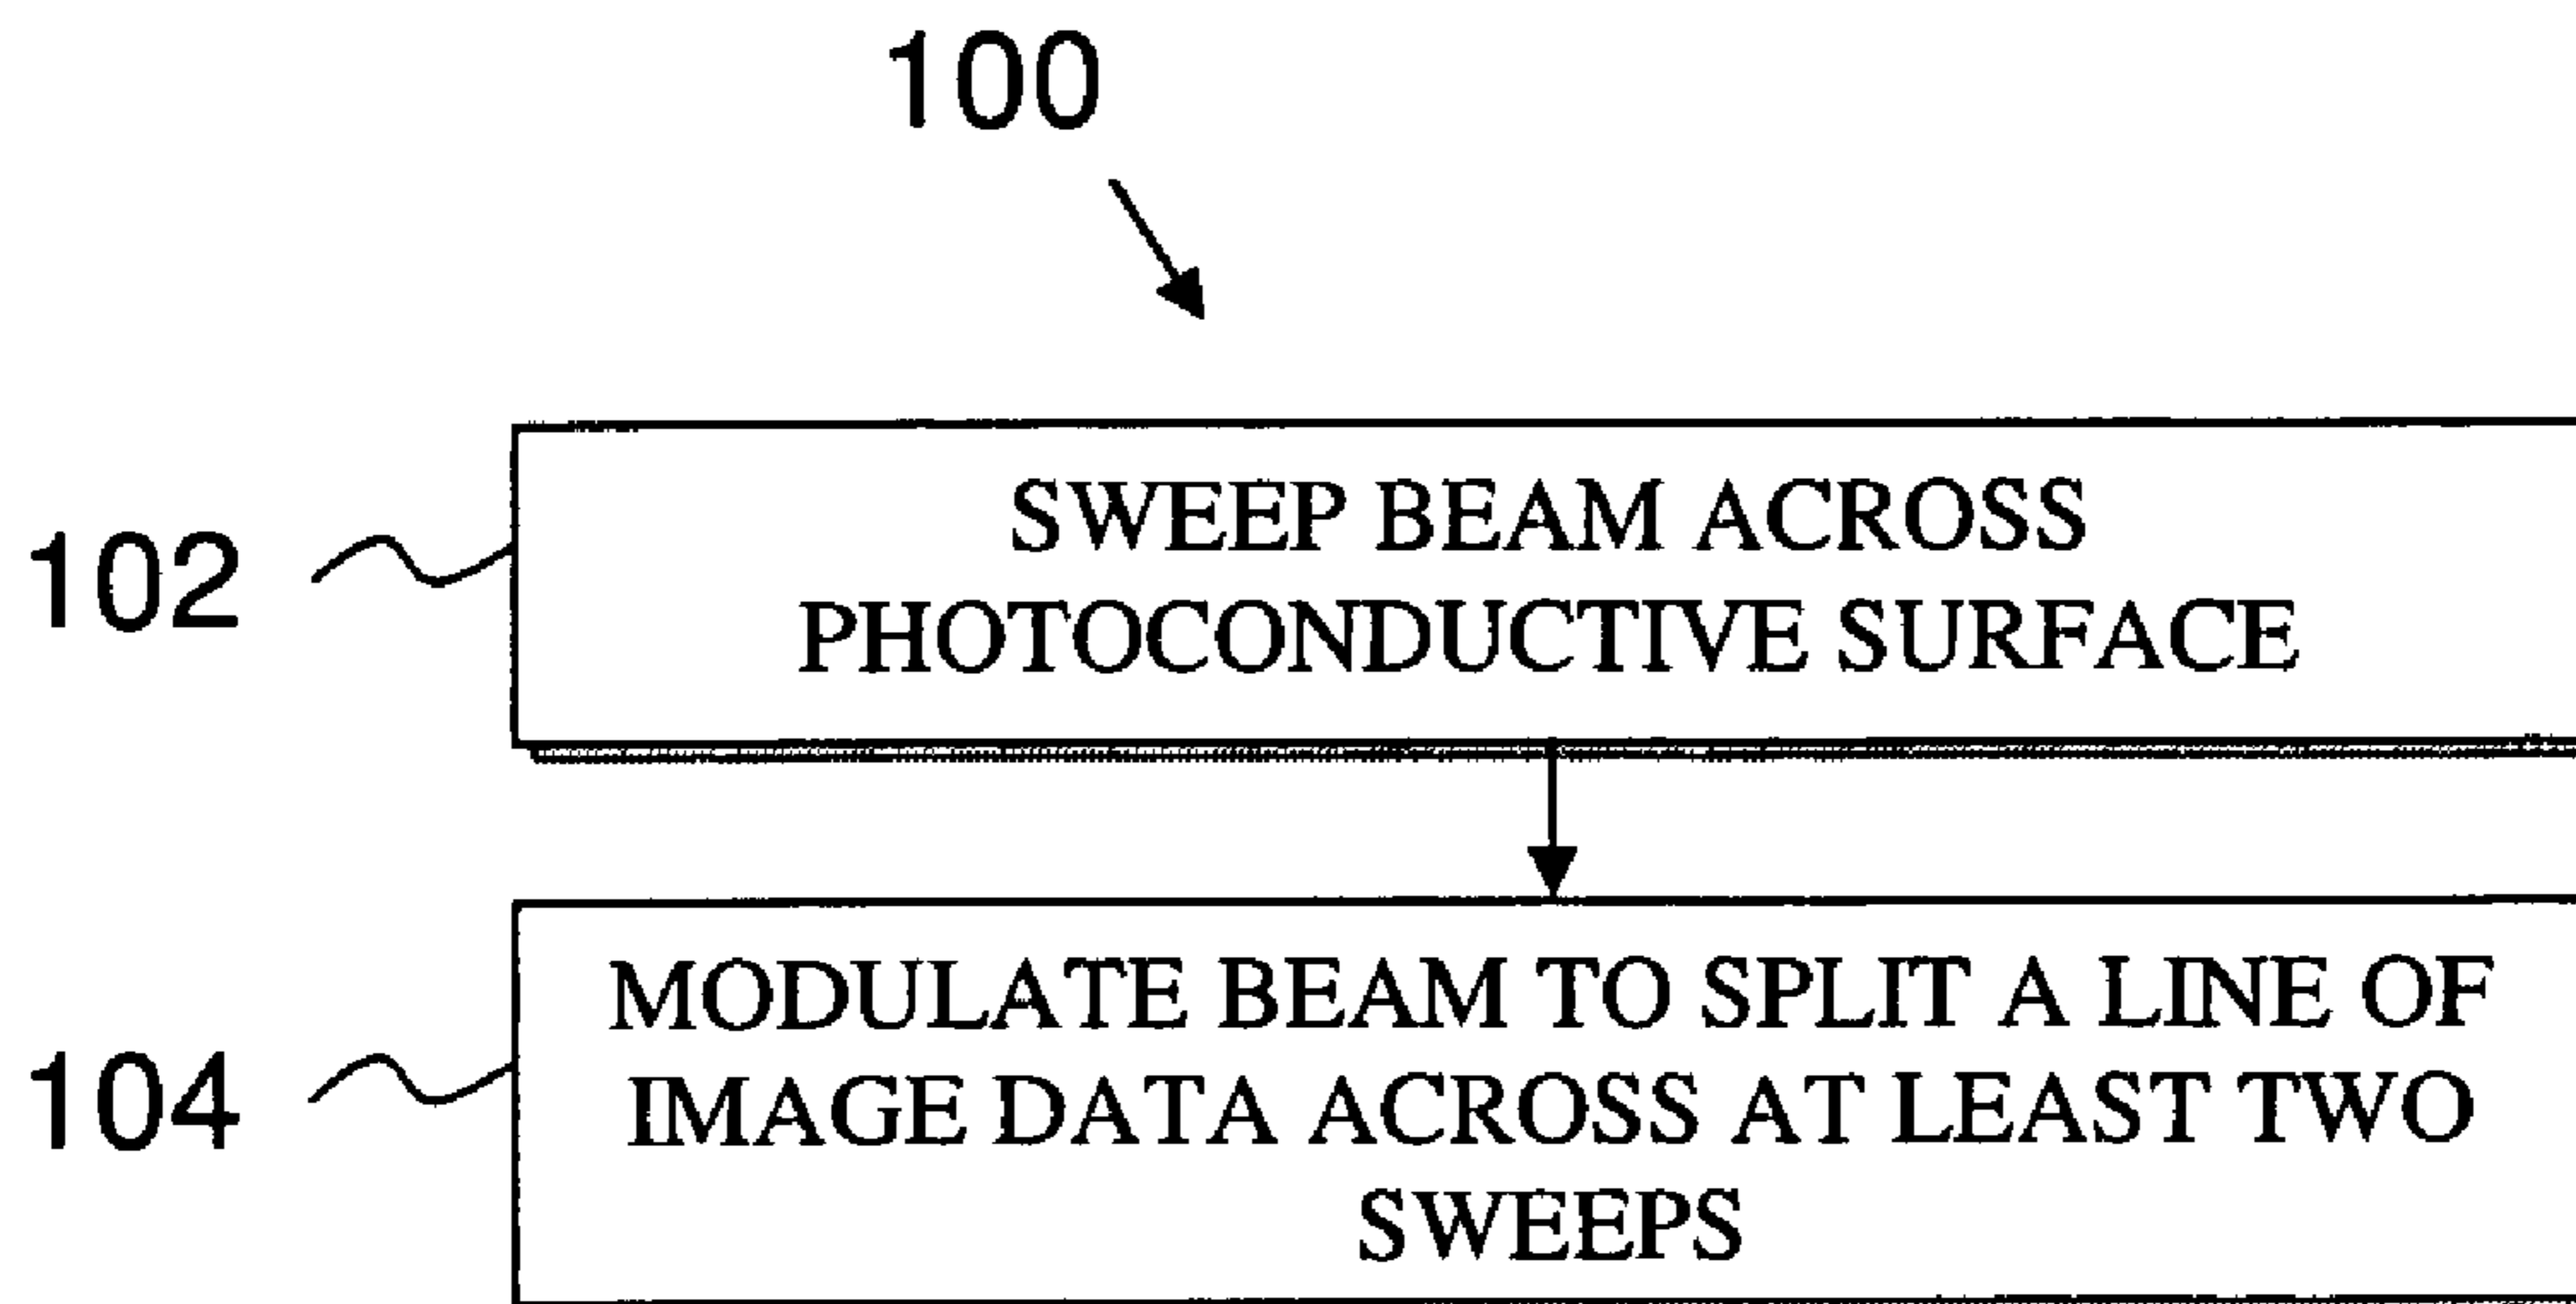 100
102
SWEEP BEAM ACROSS
PHOTOCONDUCTIVE SURFACE
104
MODULATE BEAM TO SPLIT A LINE OF
IMAGE DATA ACROSS AT LEAST TWO
SWEEPS